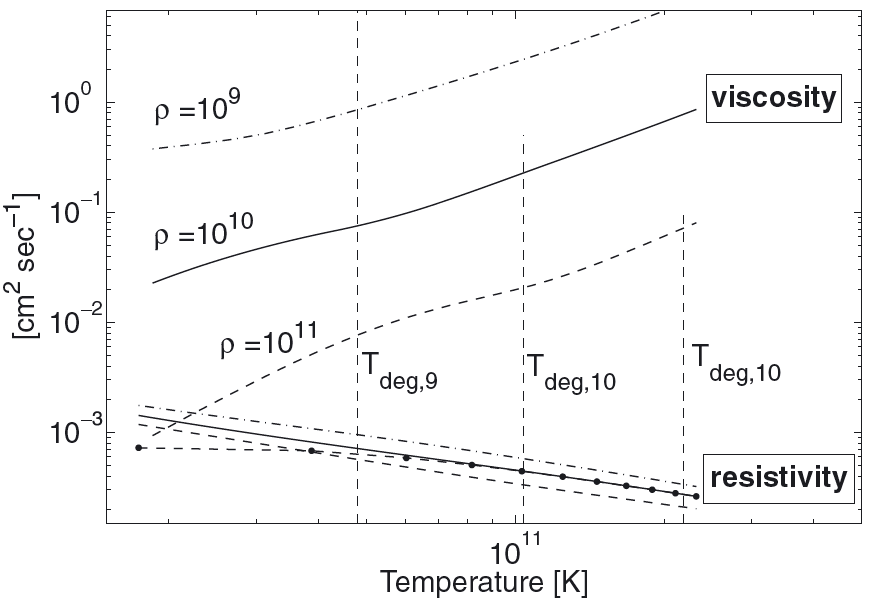 10^0
10^-1
10^-2
10^-3
[cm^2 sec^-1]
ρ =10^9
viscosity
ρ =10^10
ρ =10^11
T_deg,9
T_deg,10
T_deg,10
resistivity
10^11
Temperature [K]